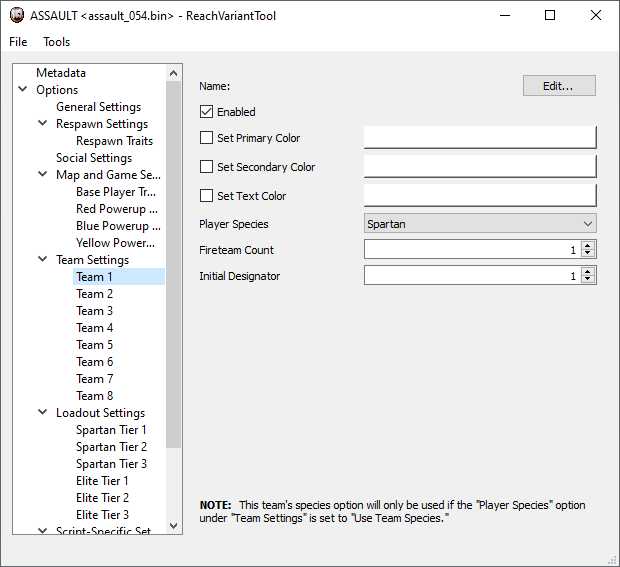 ASSAULT <assault_054.bin> - ReachVariantTool
File Tools
Metadata
Options
General Settings
Respawn Settings
Respawn Traits
Social Settings
Map and Game Se...
Base Player Tr...
Red Powerup ...
Blue Powerup ...
Yellow Power...
Team Settings
Team 1
Team 2
Team 3
Team 4
Team 5
Team 6
Team 7
Team 8
Loadout Settings
Spartan Tier 1
Spartan Tier 2
Spartan Tier 3
Elite Tier 1
Elite Tier 2
Elite Tier 3
Script-Specific Set
Name: Edit...
Enabled
Set Primary Color
Set Secondary Color
Set Text Color
Player Species Spartan
Fireteam Count 1
Initial Designator 1
NOTE: This team's species option will only be used if the "Player Species" option
under "Team Settings" is set to "Use Team Species."